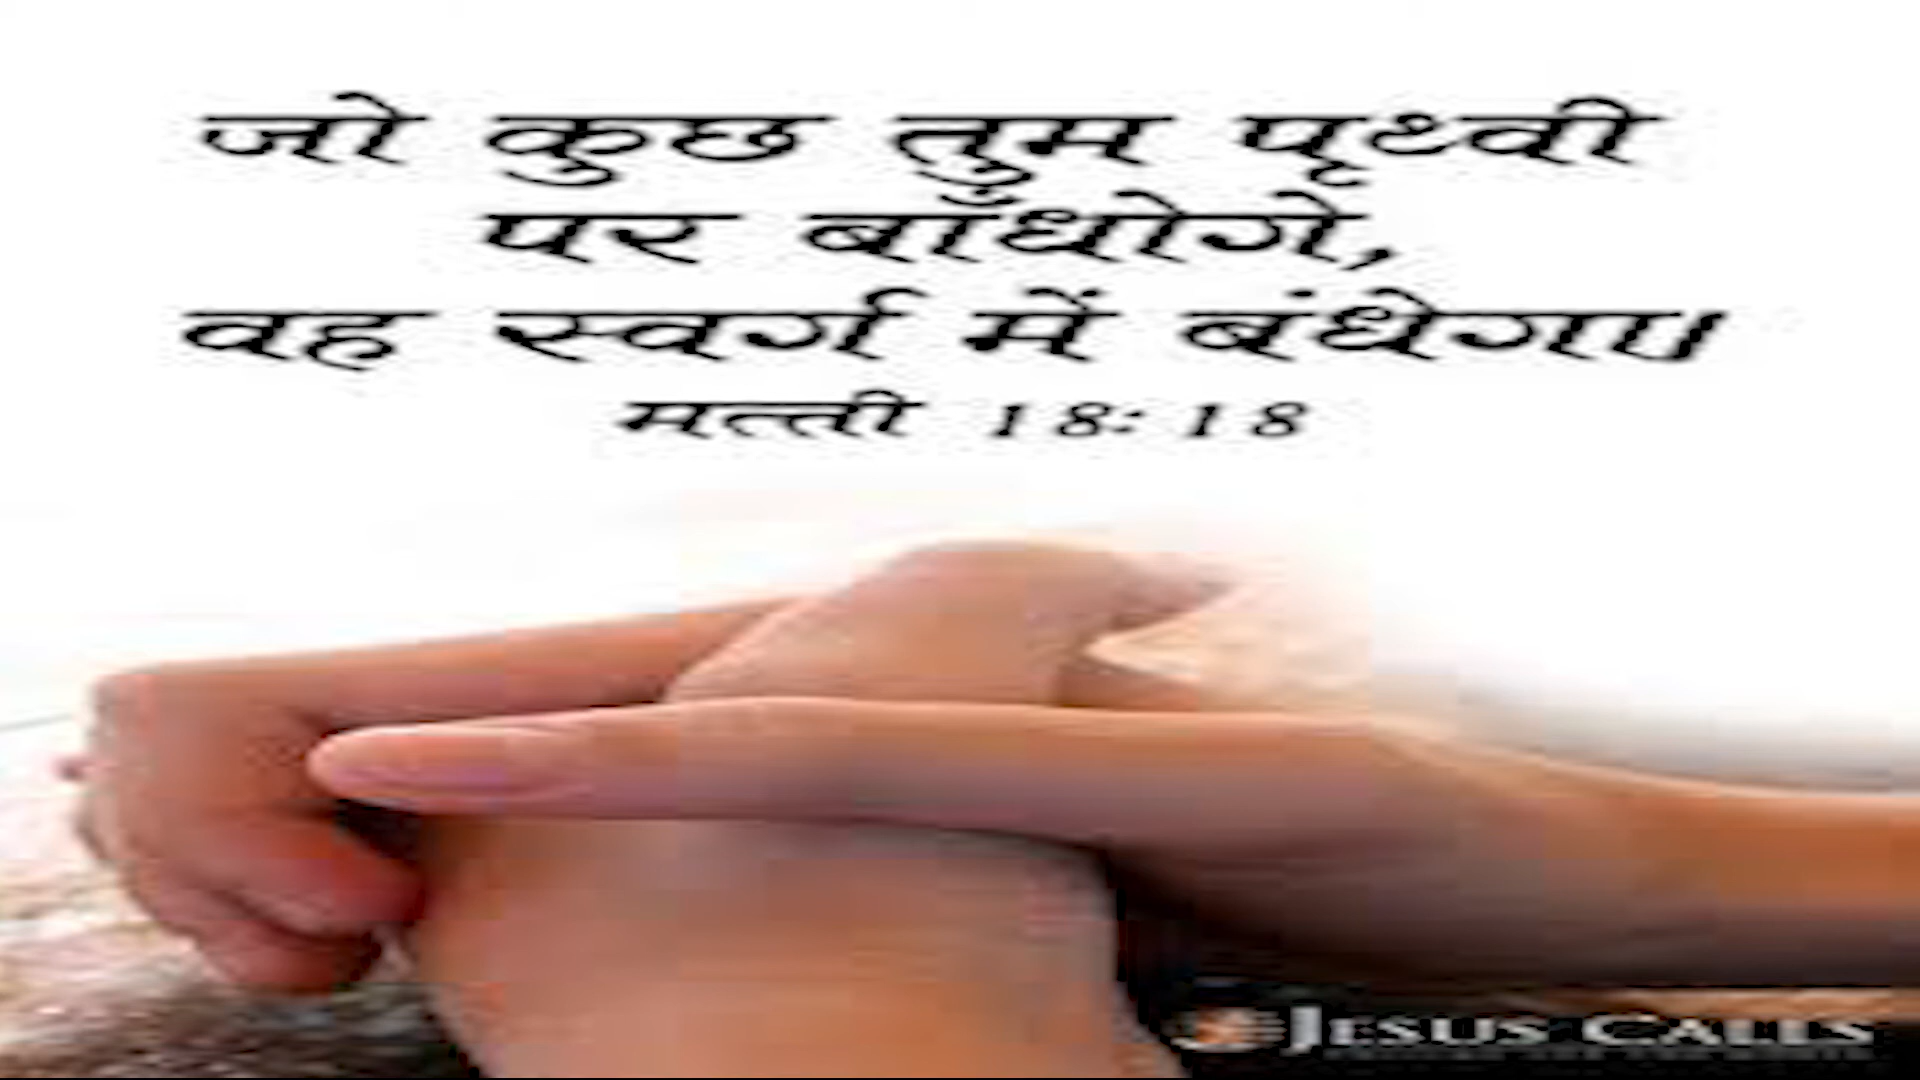 जो कुछ तुम पृथ्वी
पर बाँधोगे,
वह स्वर्ग में बंधेगा।
मत्ती 18:18
JESUS CALLS